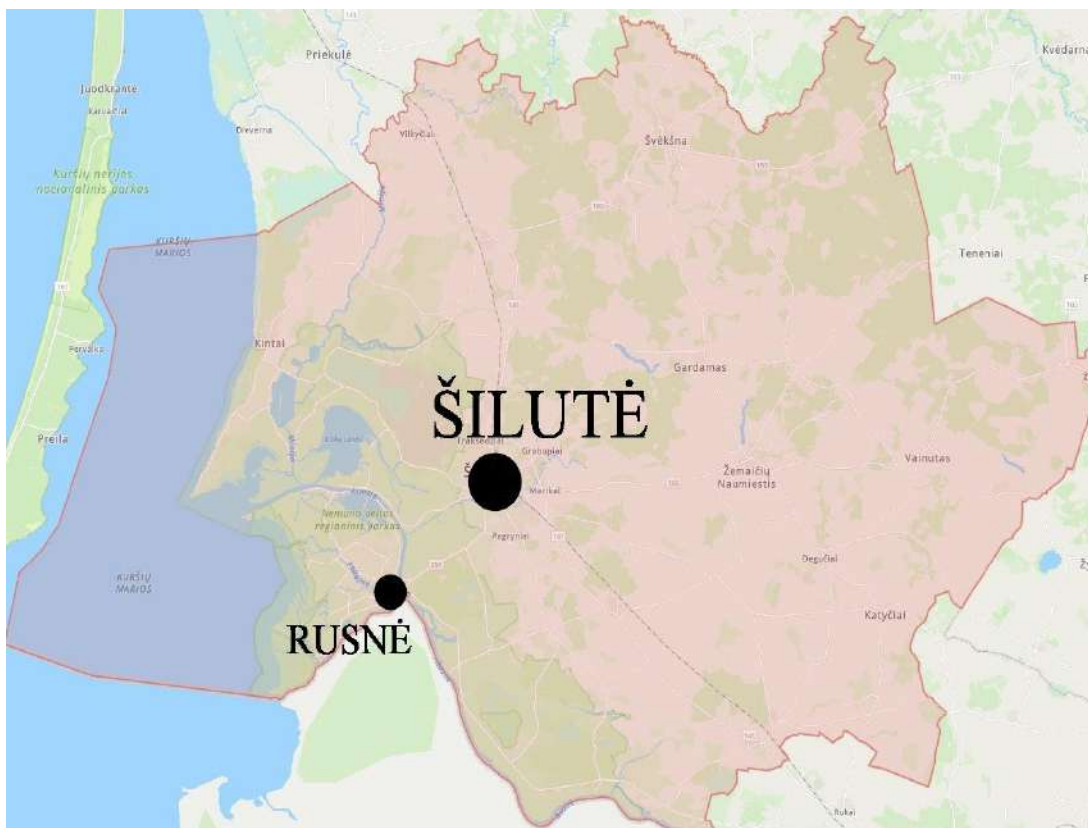 Priekulė
Kvėdarna
Juodkrantė
Karvaičiai
Dreverna
Vilkyčiai
Švėkšna
Kuršių nerijos
nacionalinis parkas
KURŠIŲ
MARIOS
Teneniai
Pervalka
Kintai
Gardamas
Preila
ŠILUTĖ
Traksėdžiai
Grabupiai
Žemaičių
Naumiestis
Vainutas
Macikai
Nemuno deltos
regioninis parkas
Pagryniai
Degučiai
KURŠIŲ
MARIOS
Katyčiai
RUSNĖ
Rukai